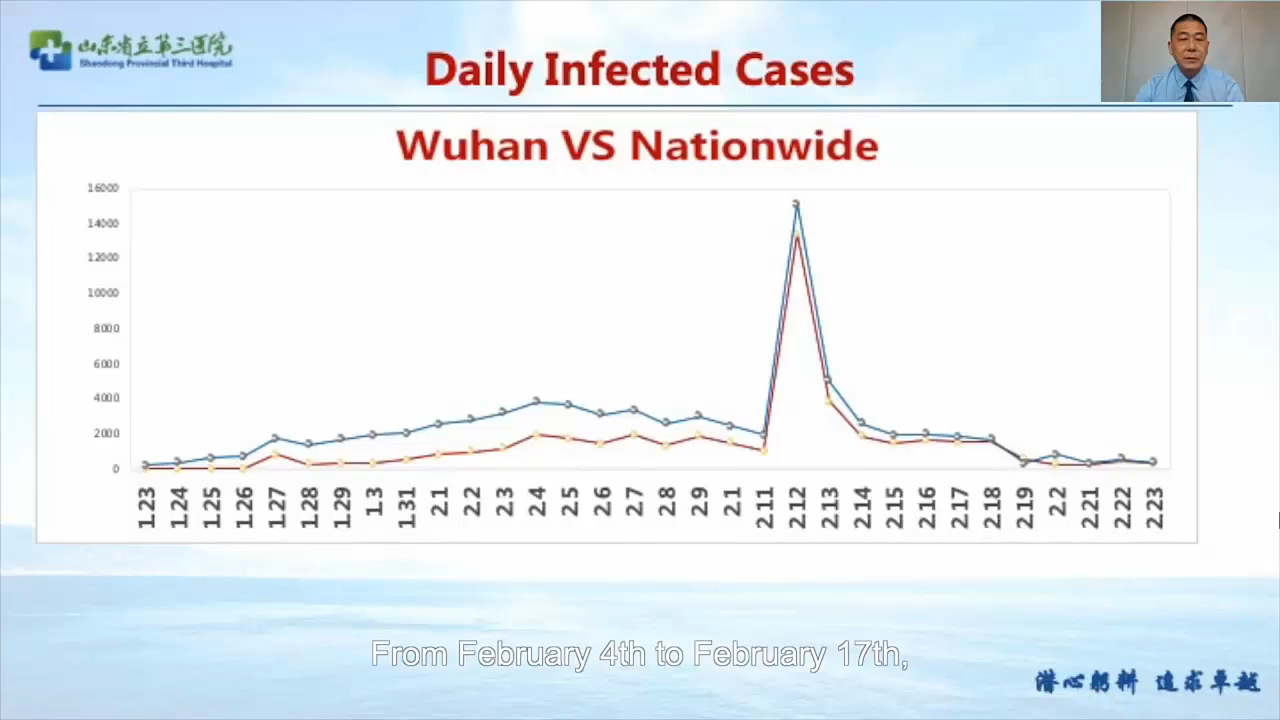 山东省立第三医院
Shandong Provincial Third Hospital
Daily Infected Cases
Wuhan VS Nationwide
16000
14000
12000
10000
8000
6000
4000
2000
0
1.23 1.24 1.25 1.26 1.27 1.28 1.29 1.3 1.31 2.1 2.2 2.3 2.4 2.5 2.6 2.7 2.8 2.9 2.1 2.11 2.12 2.13 2.14 2.15 2.16 2.17 2.18 2.19 2.2 2.21 2.22 2.23
From February 4th to February 17th,
潜心躬耕 追求卓越